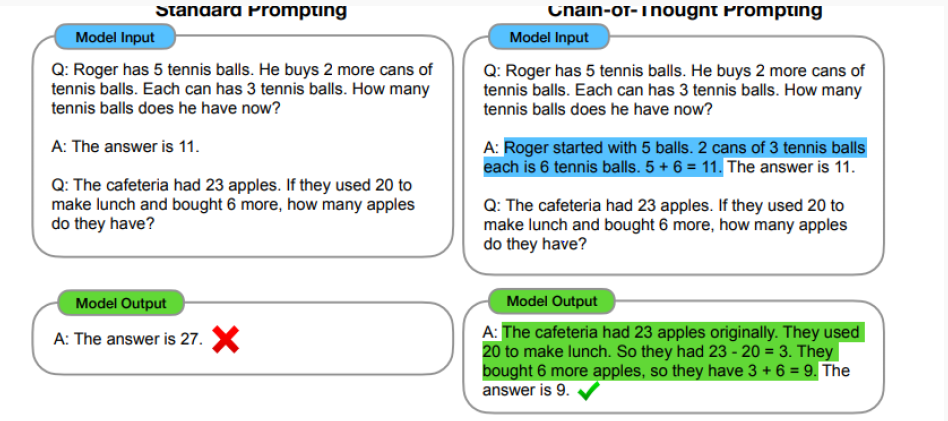 Standard Prompting
Model Input
Q: Roger has 5 tennis balls. He buys 2 more cans of
tennis balls. Each can has 3 tennis balls. How many
tennis balls does he have now?
A: The answer is 11.
Q: The cafeteria had 23 apples. If they used 20 to
make lunch and bought 6 more, how many apples
do they have?
Model Output
A: The answer is 27.
Chain-of-Thought Prompting
Model Input
Q: Roger has 5 tennis balls. He buys 2 more cans of
tennis balls. Each can has 3 tennis balls. How many
tennis balls does he have now?
A: Roger started with 5 balls. 2 cans of 3 tennis balls
each is 6 tennis balls. 5 + 6 = 11. The answer is 11.
Q: The cafeteria had 23 apples. If they used 20 to
make lunch and bought 6 more, how many apples
do they have?
Model Output
A: The cafeteria had 23 apples originally. They used
20 to make lunch. So they had 23 - 20 = 3. They
bought 6 more apples, so they have 3 + 6 = 9. The
answer is 9.